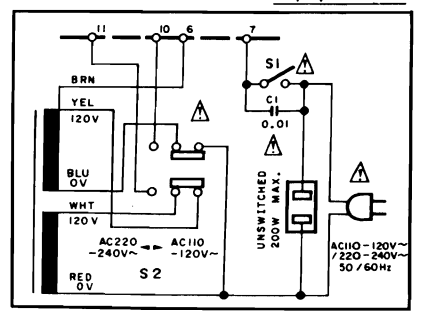 11 10 6 7
S1
BRN
YEL
120V
C1
0.01
BLU
0V
WHT
120V
UNSWITCHED
200W MAX.
AC220
-240V~
AC110
-120V~
S2
AC110-120V~
/220-240V~
50/60Hz
RED
0V